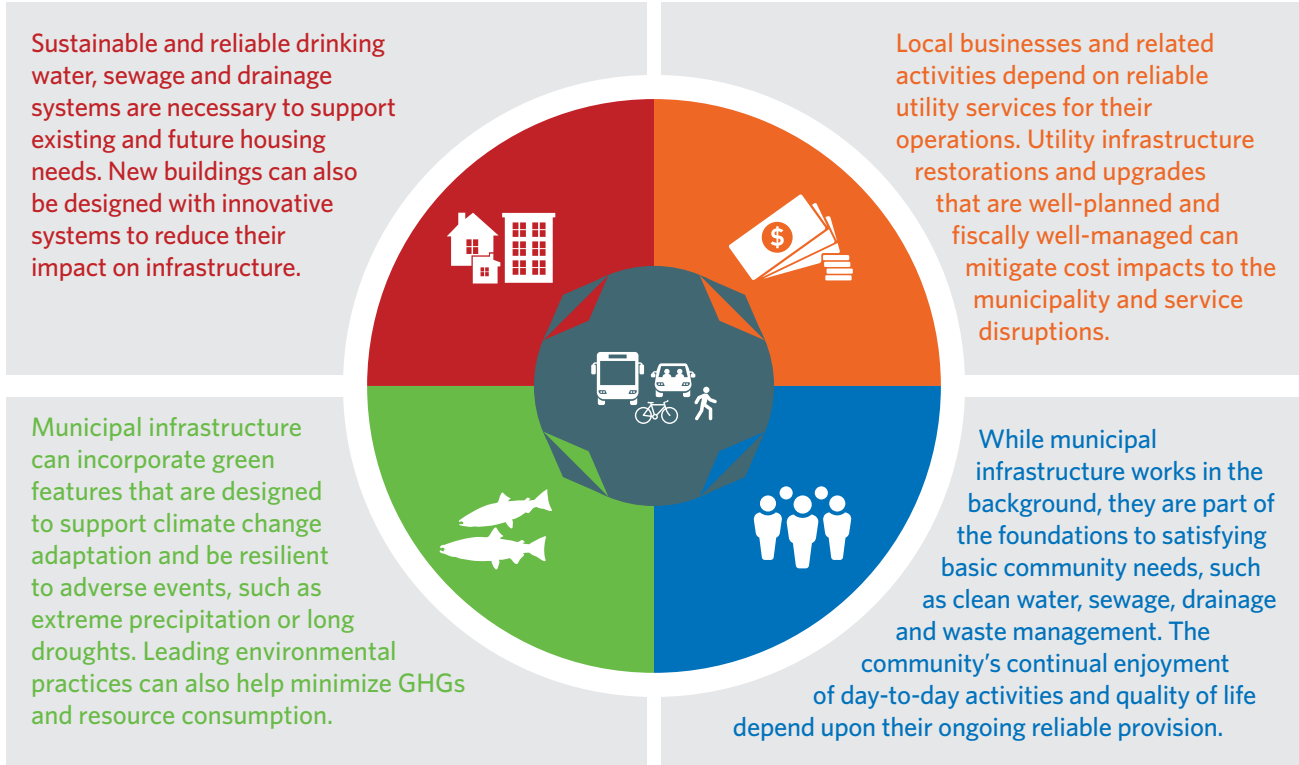 Sustainable and reliable drinking
water, sewage and drainage
systems are necessary to support
existing and future housing
needs. New buildings can also
be designed with innovative
systems to reduce their
impact on infrastructure.
Local businesses and related
activities depend on reliable
utility services for their
operations. Utility infrastructure
restorations and upgrades
that are well-planned and
fiscally well-managed can
mitigate cost impacts to the
municipality and service
disruptions.
$
Municipal infrastructure
can incorporate green
features that are designed
to support climate change
adaptation and be resilient
to adverse events, such as
extreme precipitation or long
droughts. Leading environmental
practices can also help minimize GHGs
and resource consumption.
While municipal
infrastructure works in the
background, they are part of
the foundations to satisfying
basic community needs, such
as clean water, sewage, drainage
and waste management. The
community's continual enjoyment
of day-to-day activities and quality of life
depend upon their ongoing reliable provision.